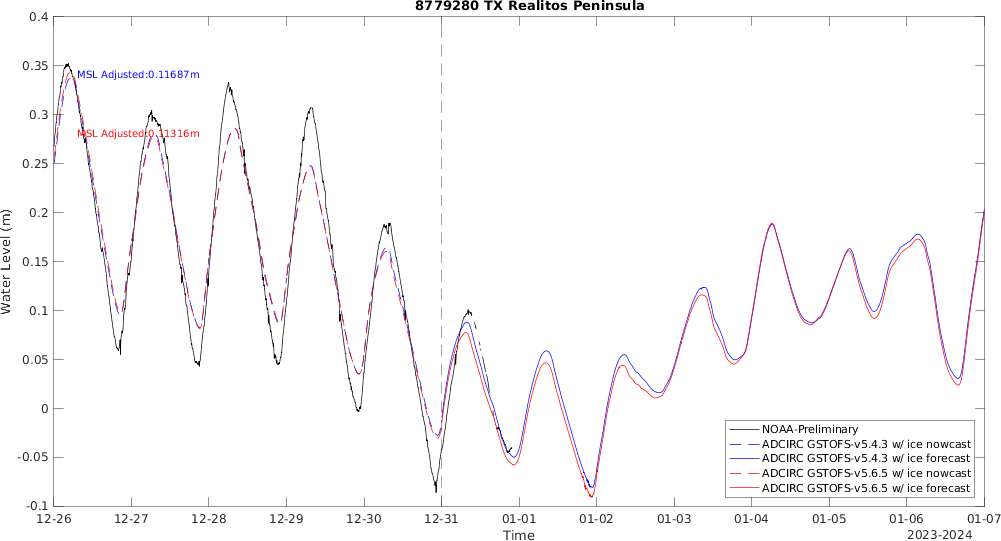 8779280 TX Realitos Peninsula
0.4
0.35
0.3
0.25
0.2
0.15
0.1
0.05
0
-0.05
-0.1
Water Level (m)
MSL Adjusted:0.11687m
MSL Adjusted:0.11316m
NOAA-Preliminary
ADCIRC GSTOFS-v5.4.3 w/ ice nowcast
ADCIRC GSTOFS-v5.4.3 w/ ice forecast
ADCIRC GSTOFS-v5.6.5 w/ ice nowcast
ADCIRC GSTOFS-v5.6.5 w/ ice forecast
12-26 12-27 12-28 12-29 12-30 12-31 01-01 01-02 01-03 01-04 01-05 01-06 01-07
Time
2023-2024